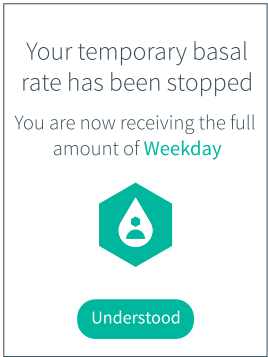 Your temporary basal
rate has been stopped
You are now receiving the full
amount of Weekday
Understood